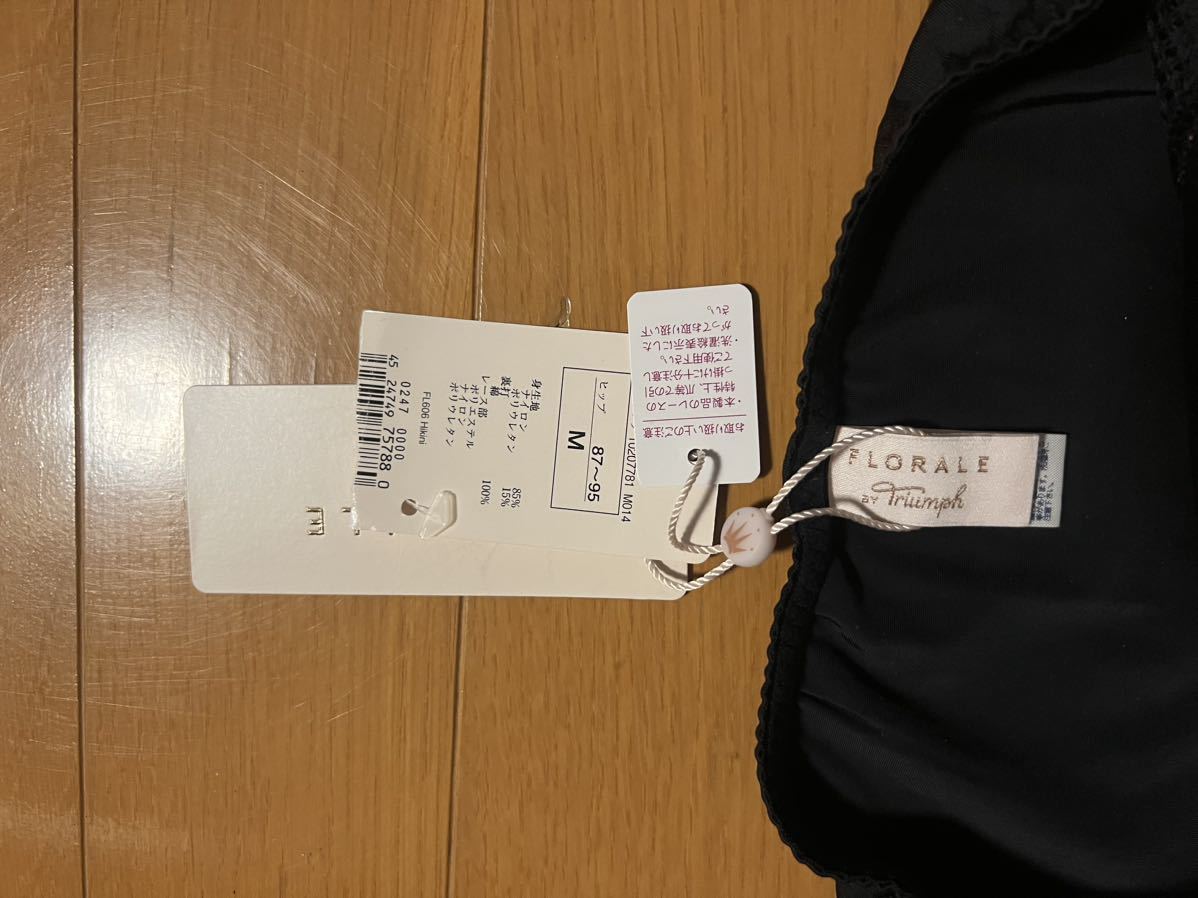 FLORALE
By Triumph
10207781 M014
ヒップ
87~95
M
身生地
ナイロン 85%
ポリウレタン 15%
裏打
綿 100%
レース部
ポリエステル
ナイロン
ポリウレタン
FL606 Hikini
0247 0000
45 24749 75788 0
お取り扱い上のご注意
・本製品のレースの
特性上、爪等での引
っ掛けに十分注意し
てご使用下さい。
・洗濯絵表示にした
がってお取り扱い下
さい。